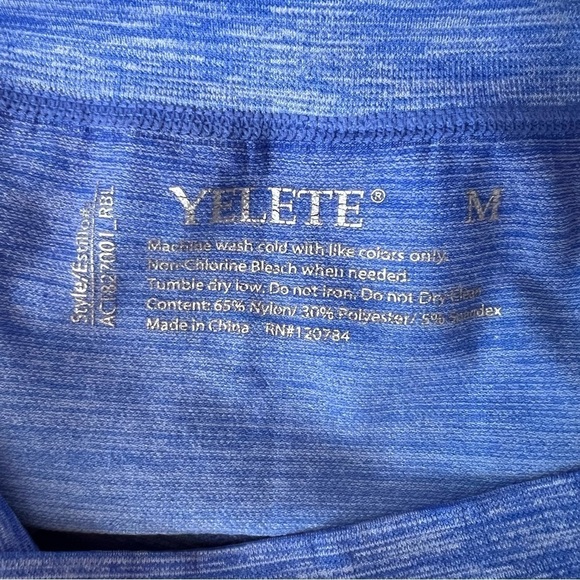 YELETE®
M
Machine wash cold with like colors only.
Non-Chlorine Bleach when needed.
Tumble dry low. Do not Iron. Do not Dry Clean
Content: 65% Nylon/ 30% Polyester/ 5% Spandex
Made in China RN#120784
Style/Estilo#